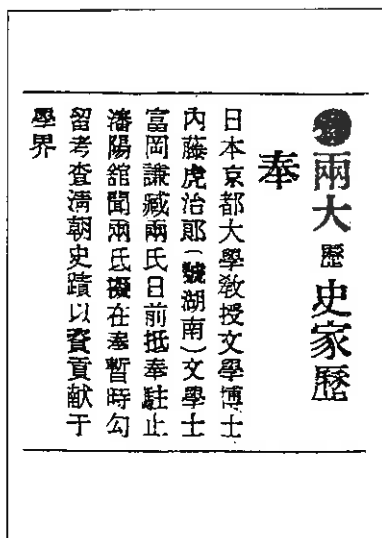 兩大歷史家歷
奉
日本京都大學敎授文學博士
內藤虎治郞（號湖南）文學士
富岡謙臧兩氏日前抵奉駐止
瀋陽舘聞兩氏擬在奉暫時勾
留考查淸朝史蹟以資貢献于
學界